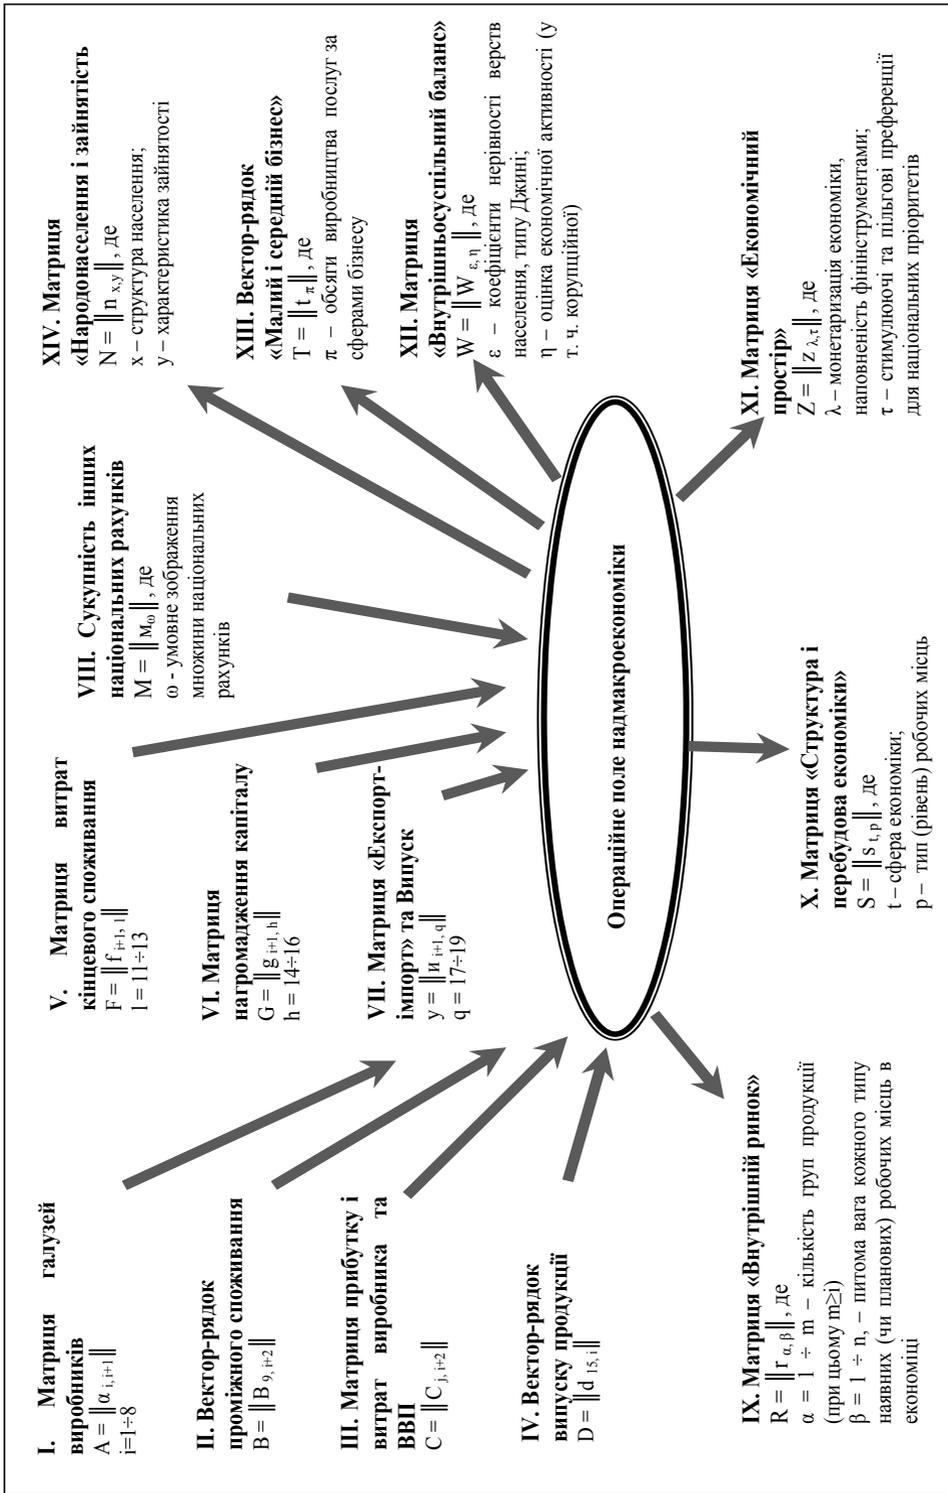 I. Матриця галузей
виробників
A = ‖α i, i+1‖
i=1÷8
II. Вектор-рядок
проміжного споживання
B = ‖B 9, i+2‖
III. Матриця прибутку і
витрат виробника та
ВВП
C = ‖C j, i+2‖
IV. Вектор-рядок
випуску продукції
D = ‖d 15, i‖
V. Матриця витрат
кінцевого споживання
F = ‖f i+1, l‖
l = 11÷13
VI. Матриця
нагромадження капіталу
G = ‖g i+1, h‖
h = 14÷16
VII. Матриця «Експорт-
імпорт» та Випуск
y = ‖и i+1, q‖
q = 17÷19
VIII. Сукупність інших
національних рахунків
M = ‖м ω‖, де
ω - умовне зображення
множини національних
рахунків
Операційне поле надмакроекономіки
IX. Матриця «Внутрішній ринок»
R = ‖r α, β‖, де
α = 1 ÷ m – кількість груп продукції
(при цьому m≥i)
β = 1 ÷ n, – питома вага кожного типу
наявних (чи планових) робочих місць в
економіці
X. Матриця «Структура і
перебудова економіки»
S = ‖s t, p‖, де
t – сфера економіки;
p – тип (рівень) робочих місць
XI. Матриця «Економічний
простір»
Z = ‖z λ, τ‖, де
λ – монетаризація економіки,
наповненість фінінструментами;
τ – стимулюючі та пільгові преференції
для національних пріоритетів
XII. Матриця
«Внутрішньосуспільний баланс»
W = ‖W ε, η‖, де
ε – коефіцієнти нерівності верств
населення, типу Джині;
η – оцінка економічної активності (у
т. ч. корупційної)
XIII. Вектор-рядок
«Малий і середній бізнес»
T = ‖t π‖, де
π – обсяги виробництва послуг за
сферами бізнесу
XIV. Матриця
«Народонаселення і зайнятість
N = ‖n x,y‖, де
x – структура населення;
y – характеристика зайнятості